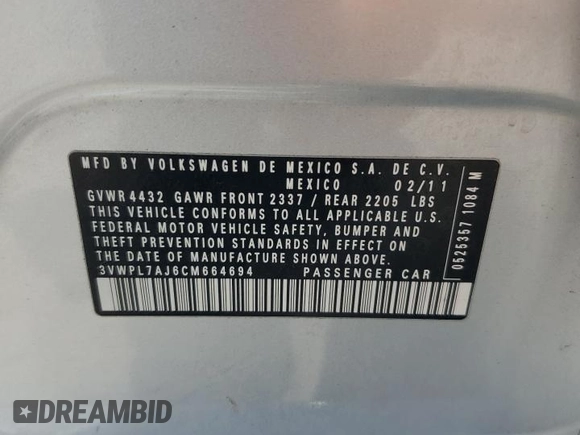 MFD BY VOLKSWAGEN DE MEXICO S.A. DE C.V.
MEXICO 02/11
GVWR 4432 GAWR FRONT 2337 / REAR 2205 LBS
THIS VEHICLE CONFORMS TO ALL APPLICABLE U.S.
FEDERAL MOTOR VEHICLE SAFETY, BUMPER AND
THEFT PREVENTION STANDARDS IN EFFECT ON
THE DATE OF MANUFACTURE SHOWN ABOVE.
3VWPL7AJ6CM664694 PASSENGER CAR
0525357 1084 M
DREAMBID